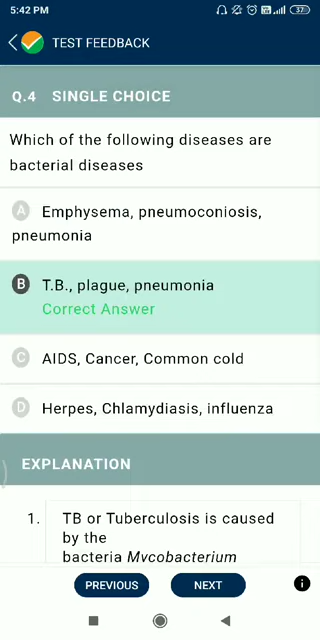 5:42 PM
37
TEST FEEDBACK
Q.4 SINGLE CHOICE
Which of the following diseases are
bacterial diseases
A Emphysema, pneumoconiosis,
pneumonia
B T.B., plague, pneumonia
Correct Answer
C AIDS, Cancer, Common cold
D Herpes, Chlamydiasis, influenza
EXPLANATION
1. TB or Tuberculosis is caused
by the
bacteria Mycobacterium
PREVIOUS NEXT